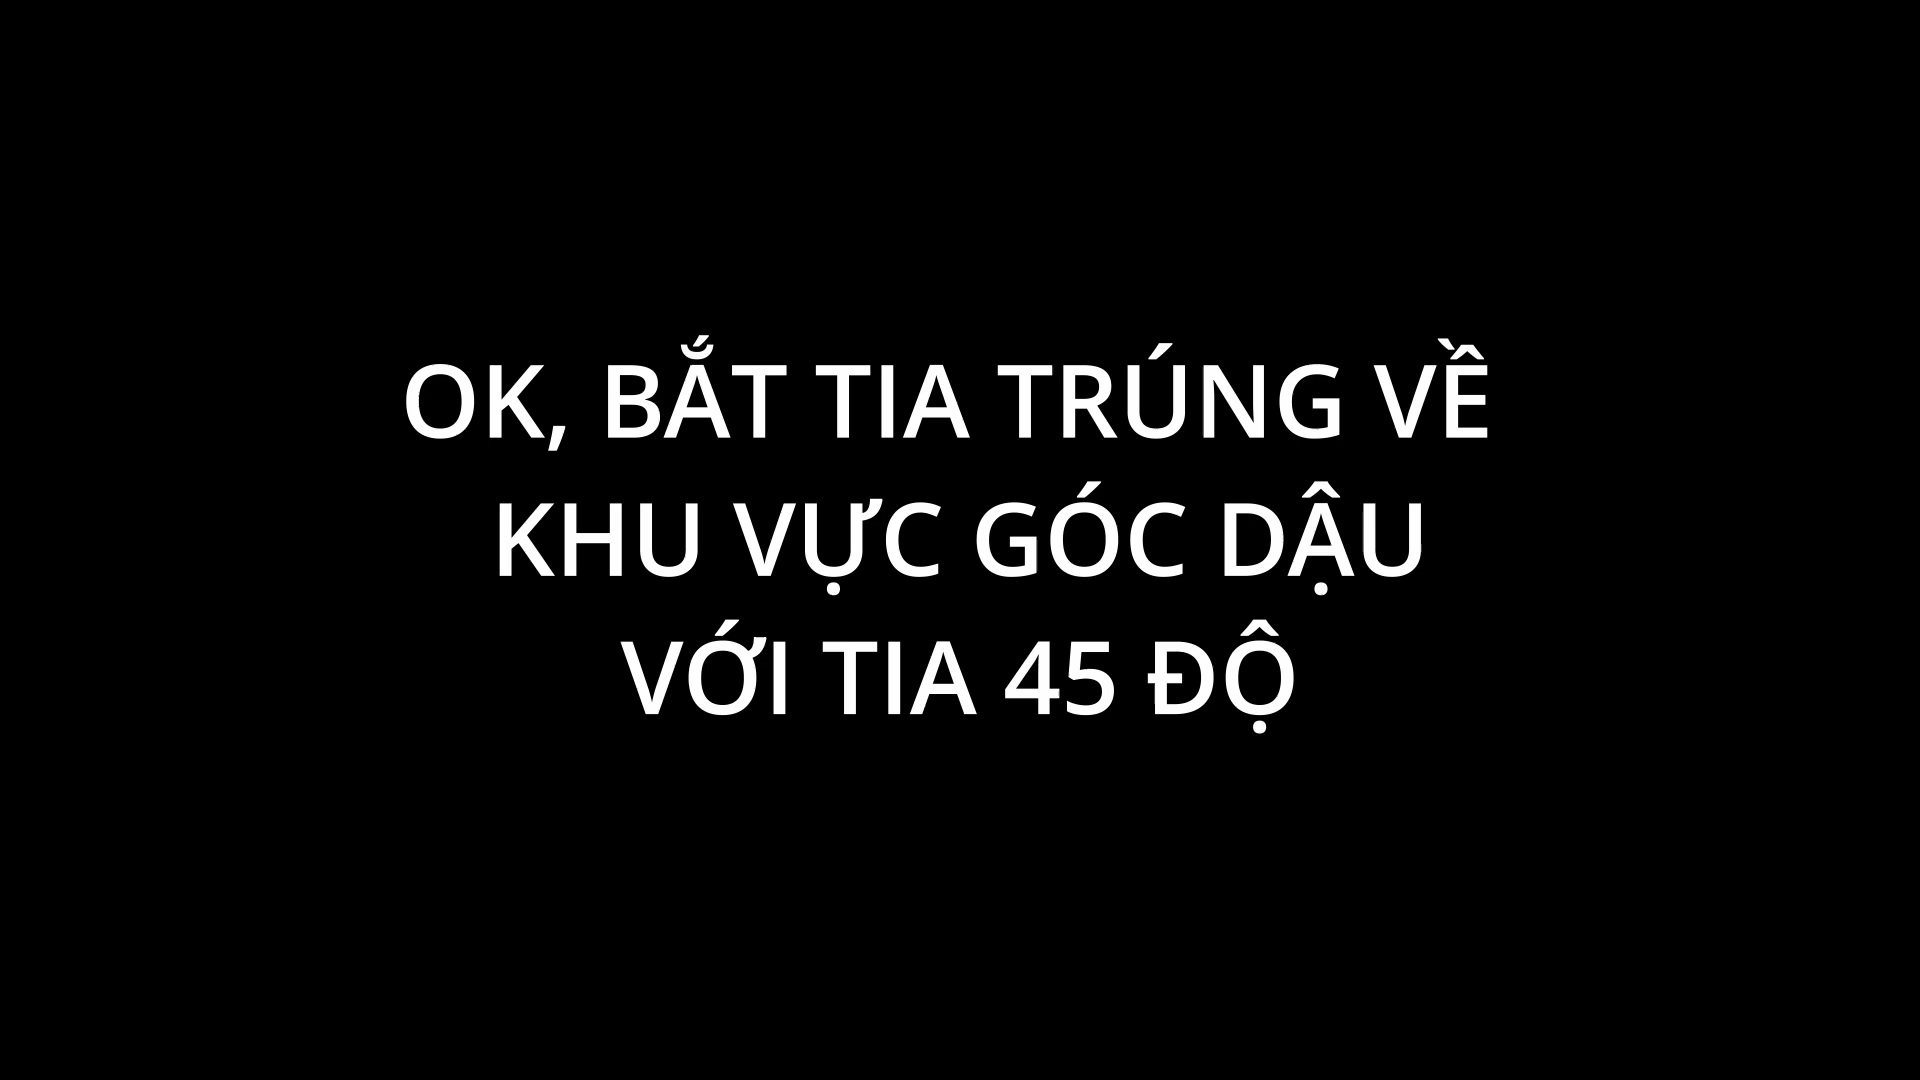 OK, BẮT TIA TRÚNG VỀ
KHU VỰC GÓC DẬU
VỚI TIA 45 ĐỘ